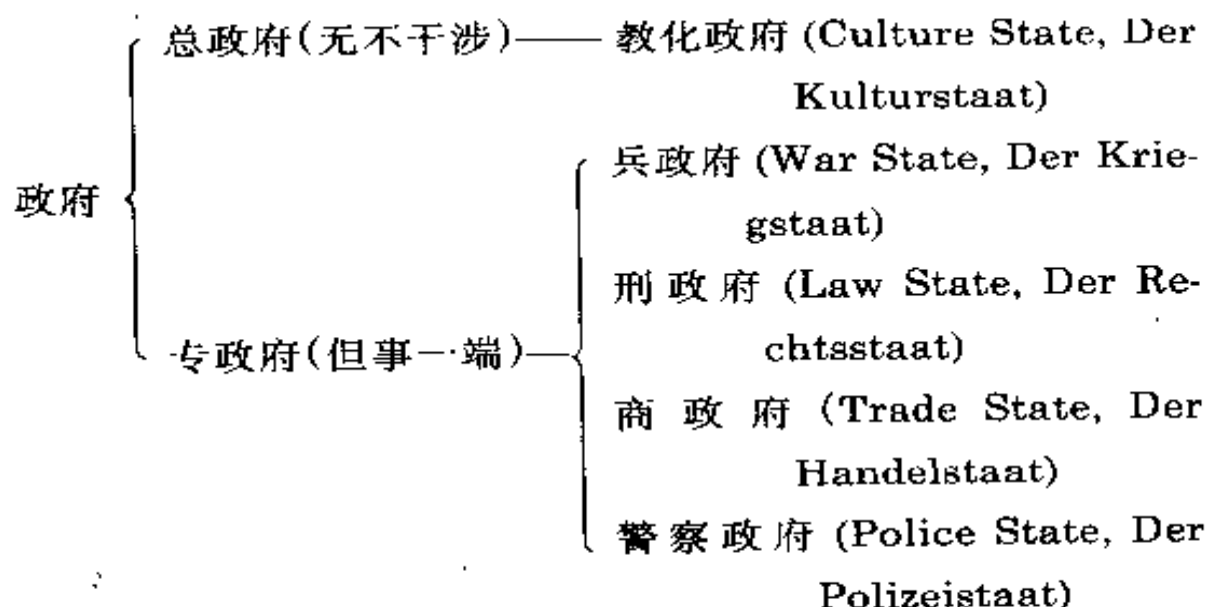 总政府(无不干涉)—— 教化政府 (Culture State, Der
Kulturstaat)
兵政府 (War State, Der Krie-
gstaat)
政府
刑政府 (Law State, Der Re-
chtsstaat)
专政府(但事一端)—
商政府 (Trade State, Der
Handelstaat)
警察政府 (Police State, Der
Polizeistaat)